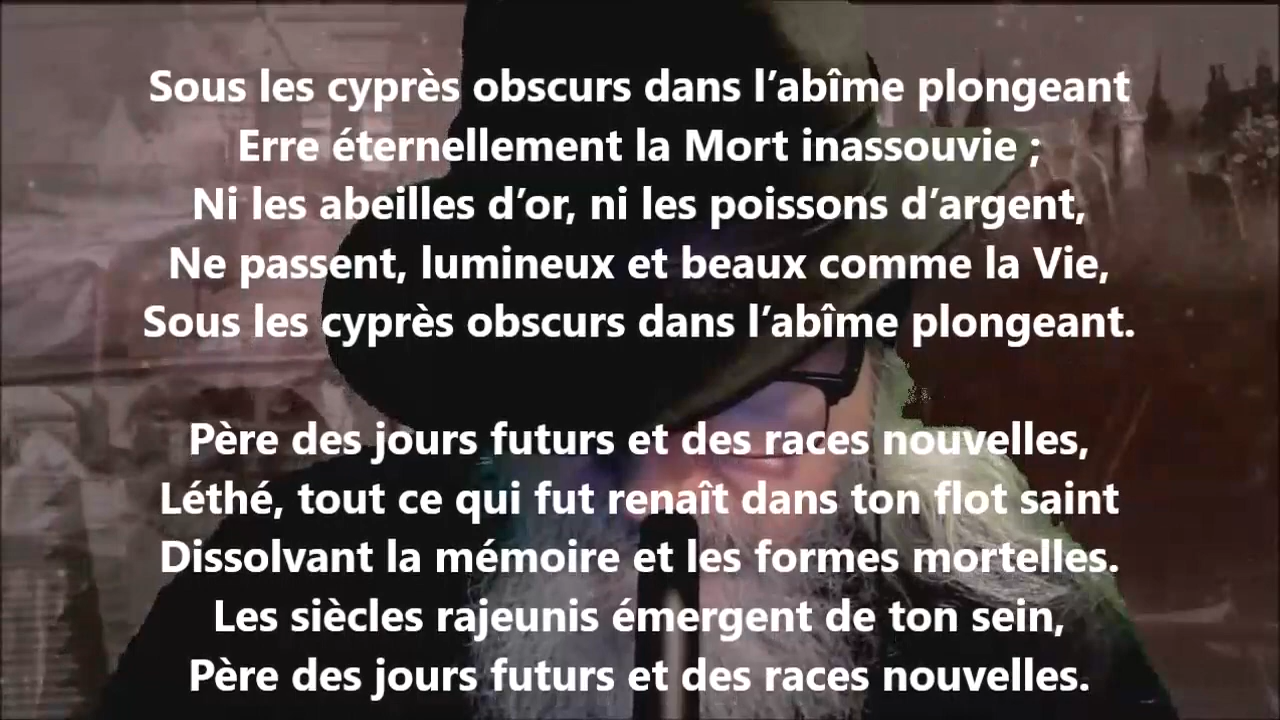 Sous les cyprès obscurs dans l’abîme plongeant
Erre éternellement la Mort inassouvie ;
Ni les abeilles d’or, ni les poissons d’argent,
Ne passent, lumineux et beaux comme la Vie,
Sous les cyprès obscurs dans l’abîme plongeant.
Père des jours futurs et des races nouvelles,
Léthé, tout ce qui fut renaît dans ton flot saint
Dissolvant la mémoire et les formes mortelles.
Les siècles rajeunis émergent de ton sein,
Père des jours futurs et des races nouvelles.